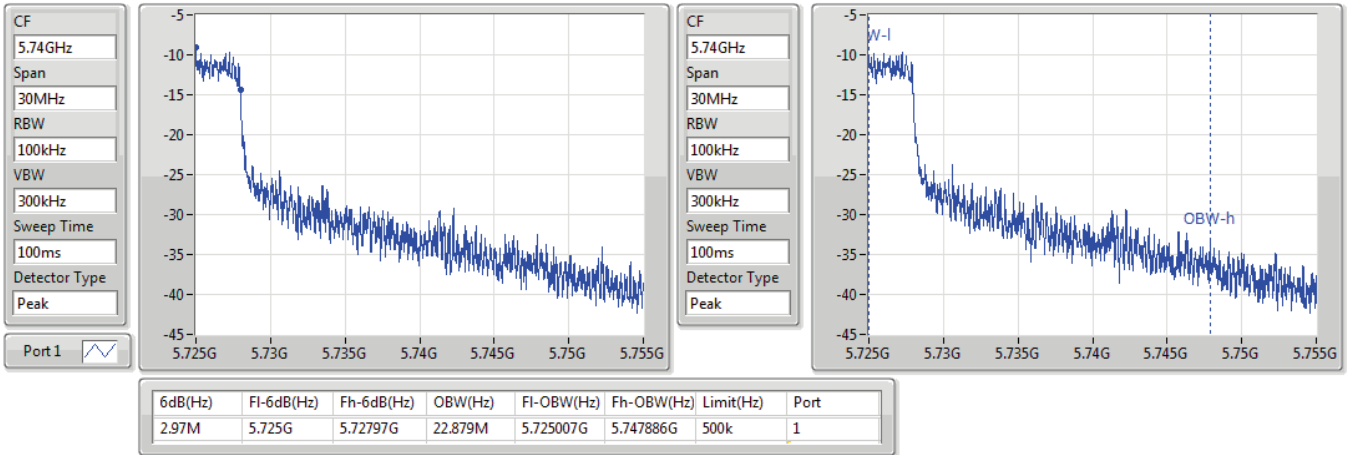 CF
5.74GHz
Span
30MHz
RBW
100kHz
VBW
300kHz
Sweep Time
100ms
Detector Type
Peak
Port 1
-5
-10
-15
-20
-25
-30
-35
-40
-45
5.725G 5.73G 5.735G 5.74G 5.745G 5.75G 5.755G
CF
5.74GHz
Span
30MHz
RBW
100kHz
VBW
300kHz
Sweep Time
100ms
Detector Type
Peak
-5
-10
-15
-20
-25
-30
-35
-40
-45
W-l
OBW-h
5.725G 5.73G 5.735G 5.74G 5.745G 5.75G 5.755G
6dB(Hz) Fl-6dB(Hz) Fh-6dB(Hz) OBW(Hz) Fl-OBW(Hz) Fh-OBW(Hz) Limit(Hz) Port
2.97M 5.725G 5.72797G 22.879M 5.725007G 5.747886G 500k 1